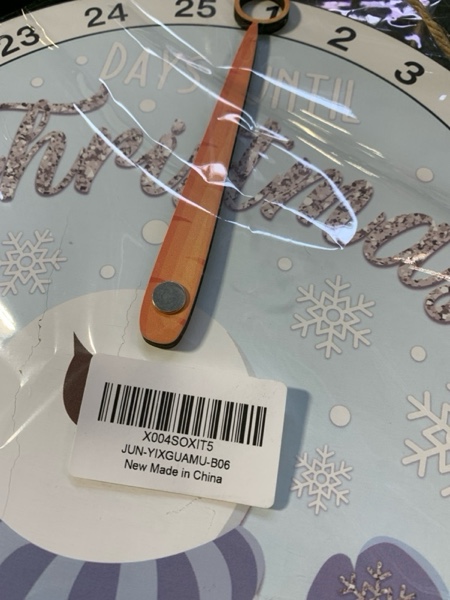 23 24 25 1 2 3
DAYS UNTIL
Christmas
X004SOXIT5
JUN-YIXGUAMU-B06
New Made in China